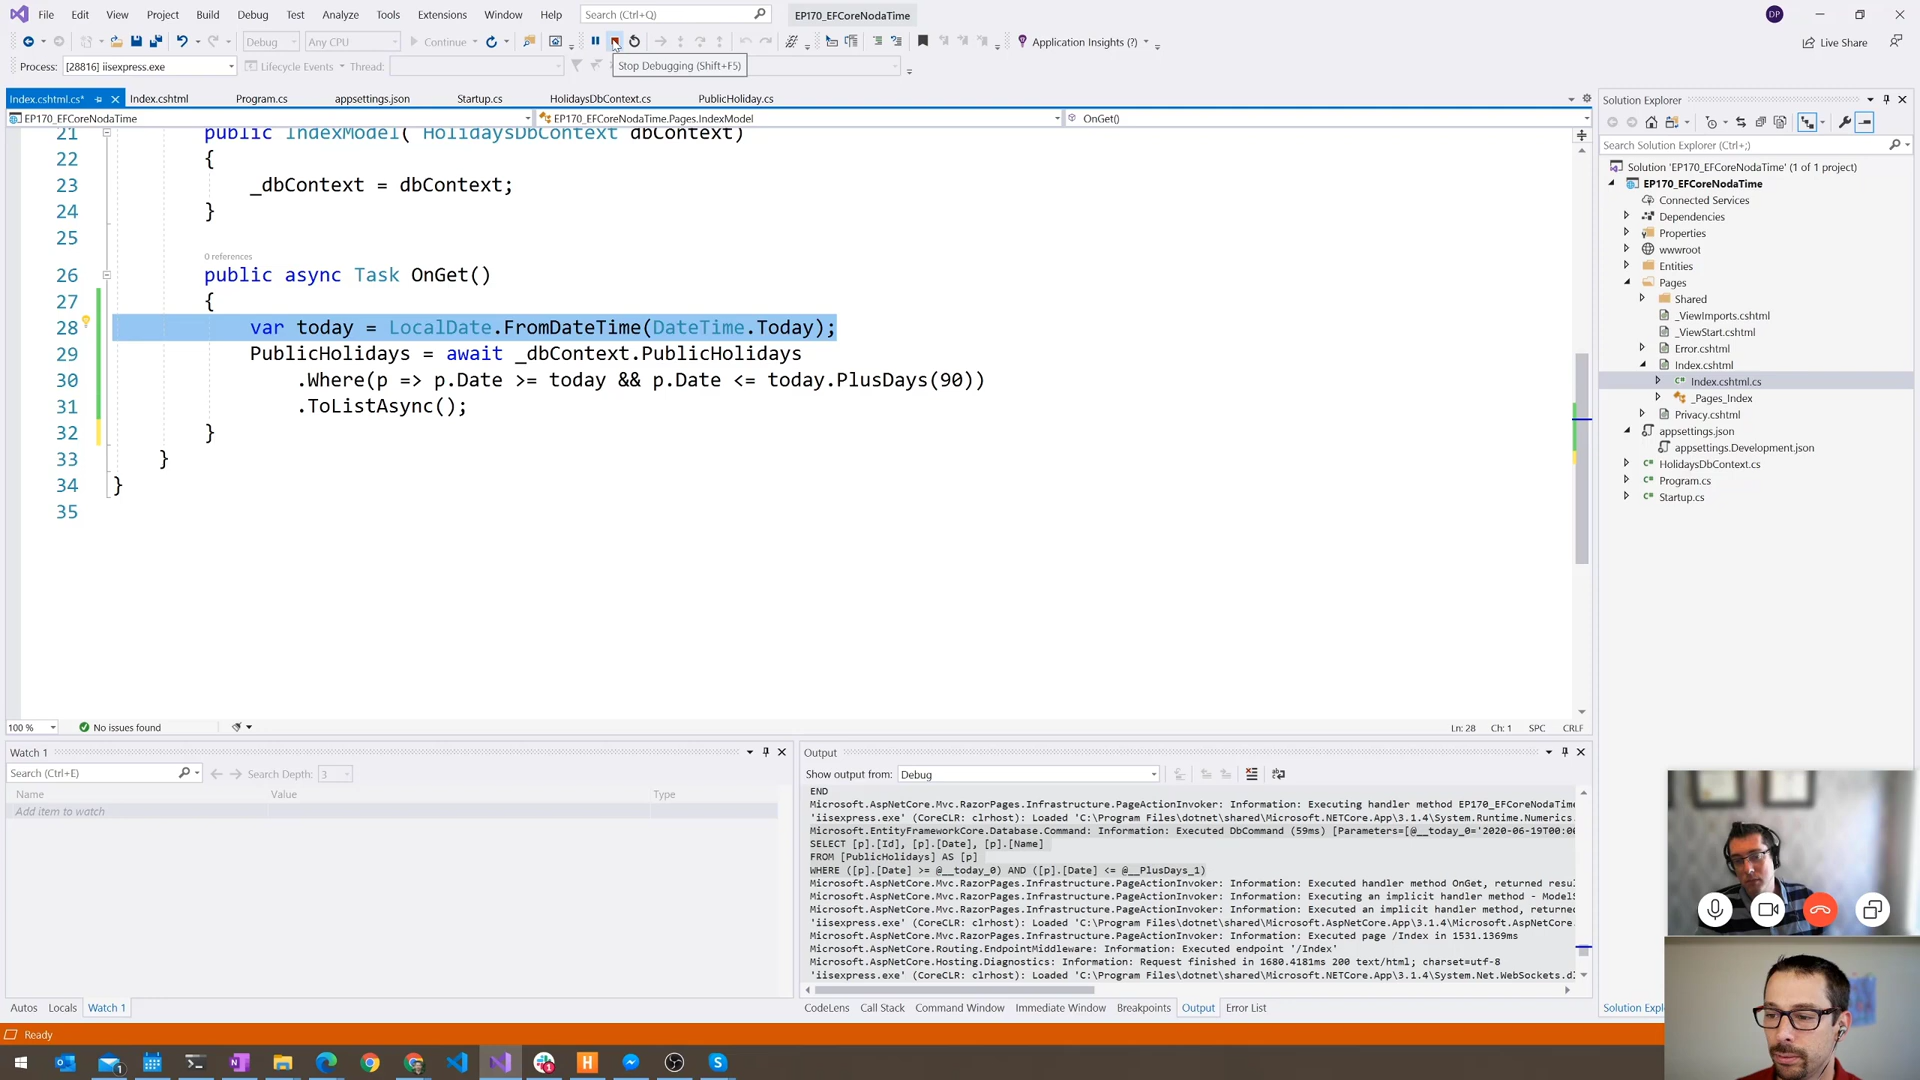 File Edit View Project Build Debug Test Analyze Tools Extensions Window Help Search (Ctrl+Q) EP170_EFCoreNodaTime DP
Debug Any CPU Continue Application Insights (?) Live Share
Process: [28816] iisexpress.exe Lifecycle Events Thread: Stop Debugging (Shift+F5)
Index.cshtml.cs* Index.cshtml Program.cs appsettings.json Startup.cs HolidaysDbContext.cs PublicHoliday.cs
EP170_EFCoreNodaTime EP170_EFCoreNodaTime.Pages.IndexModel OnGet()
21 public IndexModel( HolidaysDbContext dbContext)
22 {
23 _dbContext = dbContext;
24 }
25
0 references
26 public async Task OnGet()
27 {
28 var today = LocalDate.FromDateTime(DateTime.Today);
29 PublicHolidays = await _dbContext.PublicHolidays
30 .Where(p => p.Date >= today && p.Date <= today.PlusDays(90))
31 .ToListAsync();
32 }
33 }
34 }
35
100 % No issues found Ln: 28 Ch: 1 SPC CRLF
Solution Explorer
Search Solution Explorer (Ctrl+;)
Solution 'EP170_EFCoreNodaTime' (1 of 1 project)
EP170_EFCoreNodaTime
Connected Services
Dependencies
Properties
wwwroot
Entities
Pages
Shared
_ViewImports.cshtml
_ViewStart.cshtml
Error.cshtml
Index.cshtml
C# Index.cshtml.cs
_Pages_Index
Privacy.cshtml
appsettings.json
appsettings.Development.json
C# HolidaysDbContext.cs
C# Program.cs
C# Startup.cs
Watch 1
Search (Ctrl+E) Search Depth: 3
Name Value Type
Add item to watch
Autos Locals Watch 1
Output
Show output from: Debug
END
Microsoft.AspNetCore.Mvc.RazorPages.Infrastructure.PageActionInvoker: Information: Executing handler method EP170_EFCoreNodaTime
'iisexpress.exe' (CoreCLR: clrhost): Loaded 'C:\Program Files\dotnet\shared\Microsoft.NETCore.App\3.1.4\System.Runtime.Numerics.
Microsoft.EntityFrameworkCore.Database.Command: Information: Executed DbCommand (59ms) [Parameters=[@__today_0='2020-06-19T00:0
SELECT [p].[Id], [p].[Date], [p].[Name]
FROM [PublicHolidays] AS [p]
WHERE ([p].[Date] >= @__today_0) AND ([p].[Date] <= @__PlusDays_1)
Microsoft.AspNetCore.Mvc.RazorPages.Infrastructure.PageActionInvoker: Information: Executed handler method OnGet, returned resul
Microsoft.AspNetCore.Mvc.RazorPages.Infrastructure.PageActionInvoker: Information: Executing an implicit handler method - ModelS
Microsoft.AspNetCore.Mvc.RazorPages.Infrastructure.PageActionInvoker: Information: Executed an implicit handler method, returned
'iisexpress.exe' (CoreCLR: clrhost): Loaded 'C:\Program Files\dotnet\shared\Microsoft.AspNetCore.App\3.1.4\Microsoft.AspNetCore.
Microsoft.AspNetCore.Mvc.RazorPages.Infrastructure.PageActionInvoker: Information: Executed page /Index in 1531.1369ms
Microsoft.AspNetCore.Routing.EndpointMiddleware: Information: Executed endpoint '/Index'
Microsoft.AspNetCore.Hosting.Diagnostics: Information: Request finished in 1680.4181ms 200 text/html; charset=utf-8
'iisexpress.exe' (CoreCLR: clrhost): Loaded 'C:\Program Files\dotnet\shared\Microsoft.NETCore.App\3.1.4\System.Net.WebSockets.d
CodeLens Call Stack Command Window Immediate Window Breakpoints Output Error List
Solution Expl
Ready